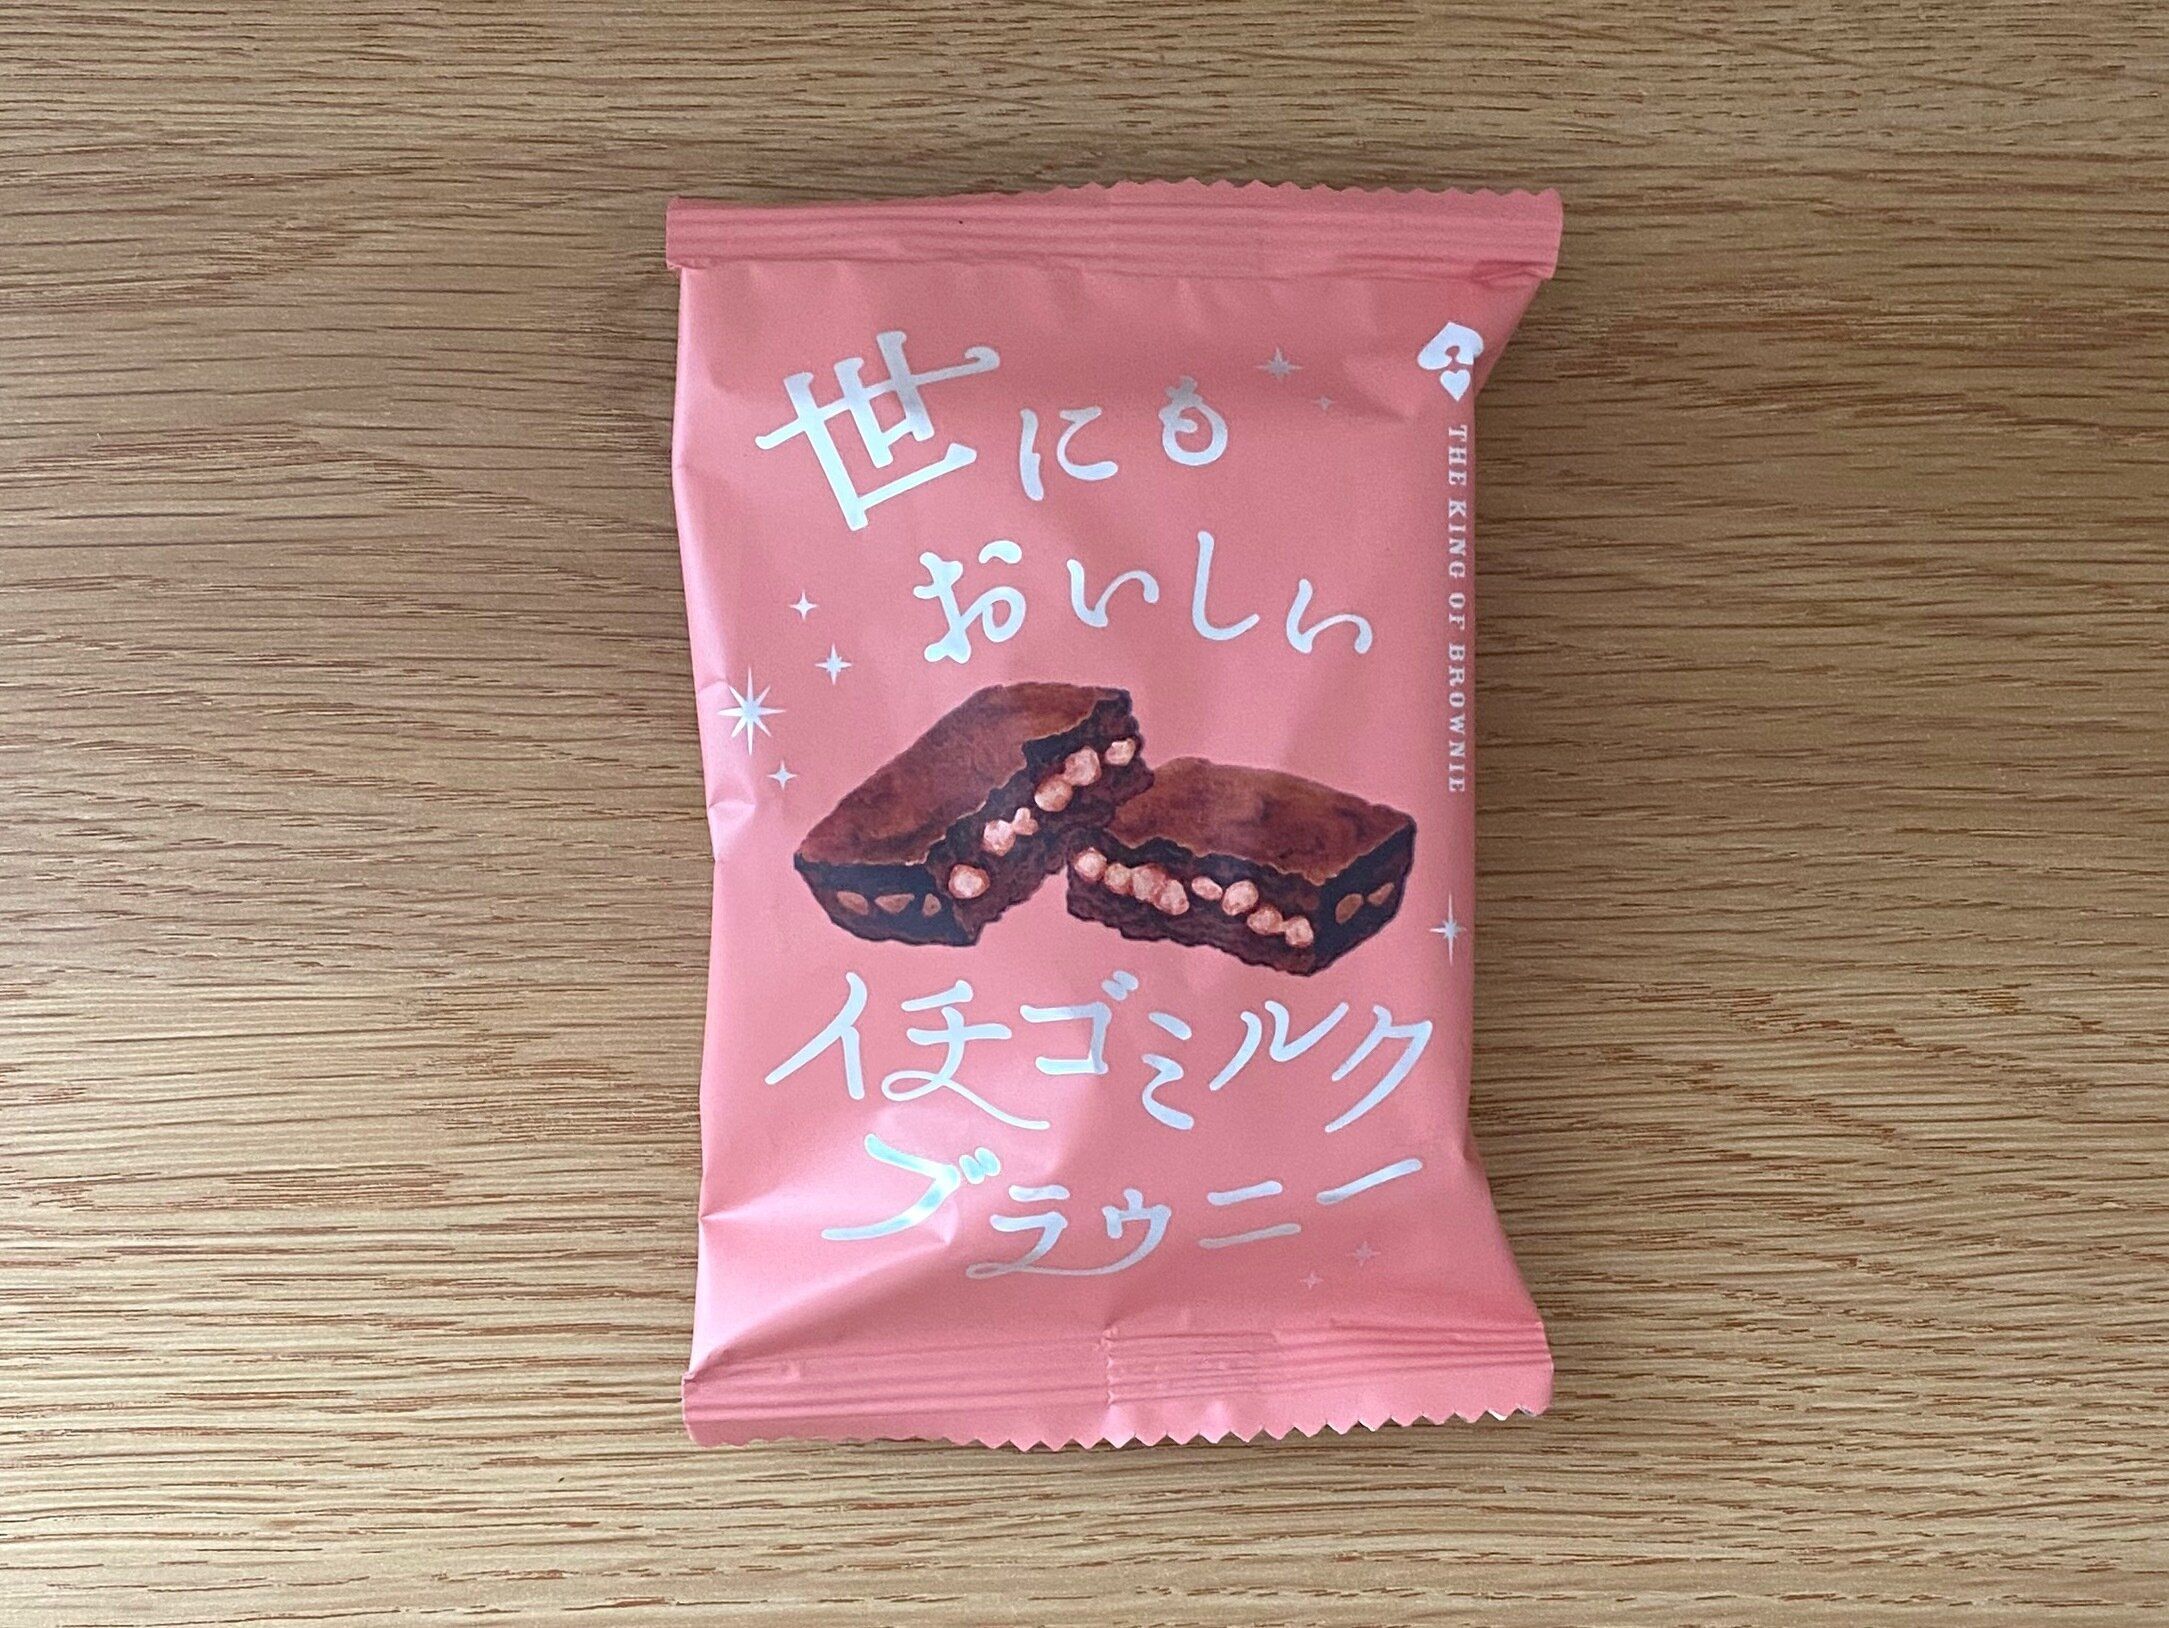 世にも
おいしい
イチゴミルク
ブラウニー
THE KING OF BROWNIE